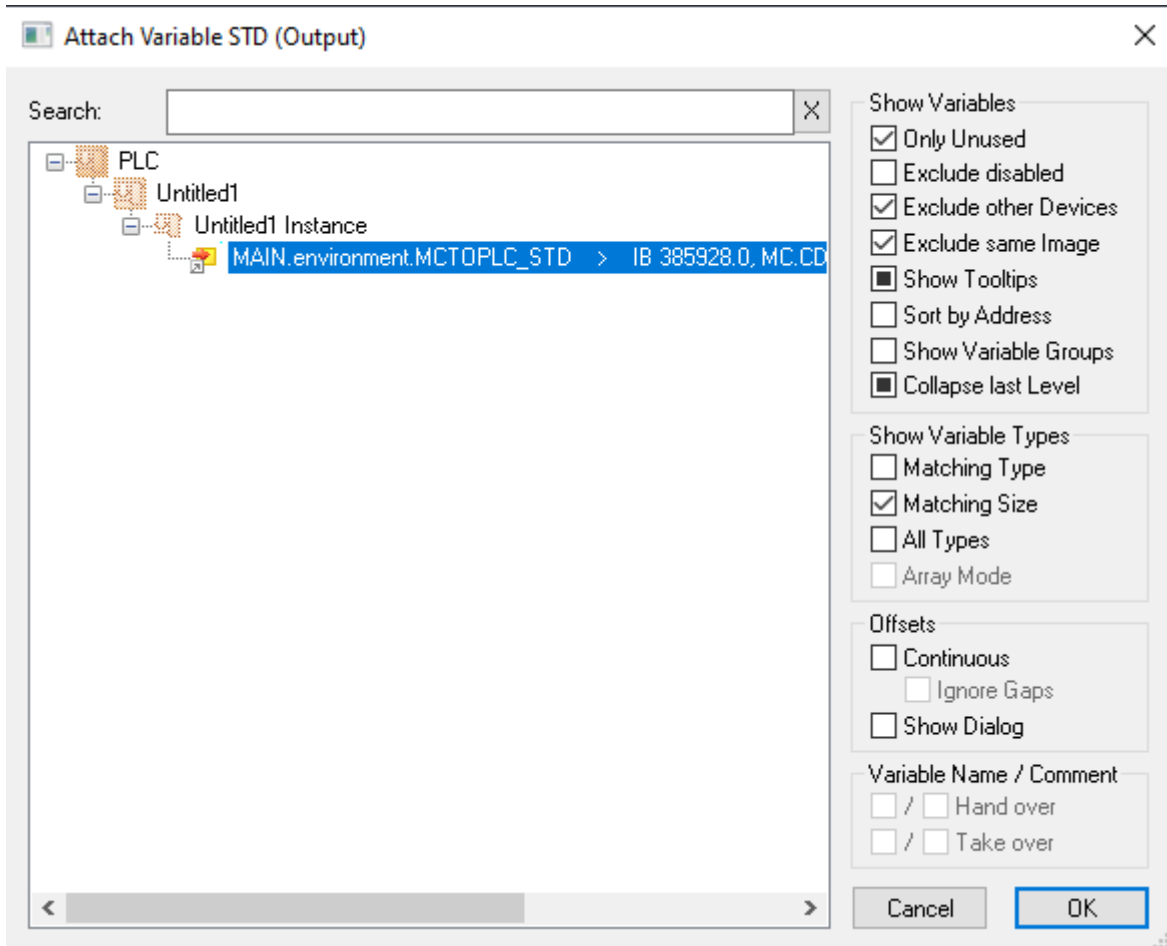 Attach Variable STD (Output)
Search:
X
PLC
Untitled1
Untitled1 Instance
MAIN.environment.MCTOPLC_STD > IB 385928.0, MC.CD
Show Variables
Only Unused
Exclude disabled
Exclude other Devices
Exclude same Image
Show Tooltips
Sort by Address
Show Variable Groups
Collapse last Level
Show Variable Types
Matching Type
Matching Size
All Types
Array Mode
Offsets
Continuous
Ignore Gaps
Show Dialog
Variable Name / Comment
/ Hand over
/ Take over
Cancel
OK